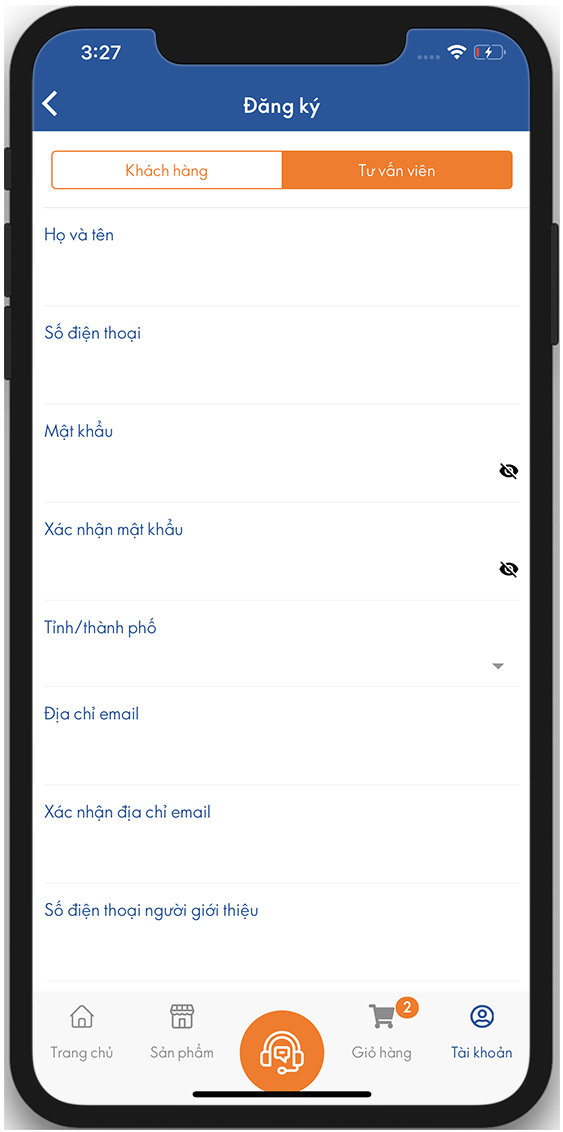 3:27
Đăng ký
Khách hàng
Tư vấn viên
Họ và tên
Số điện thoại
Mật khẩu
Xác nhận mật khẩu
Tỉnh/thành phố
Địa chỉ email
Xác nhận địa chỉ email
Số điện thoại người giới thiệu
2
Trang chủ
Sản phẩm
Giỏ hàng
Tài khoản